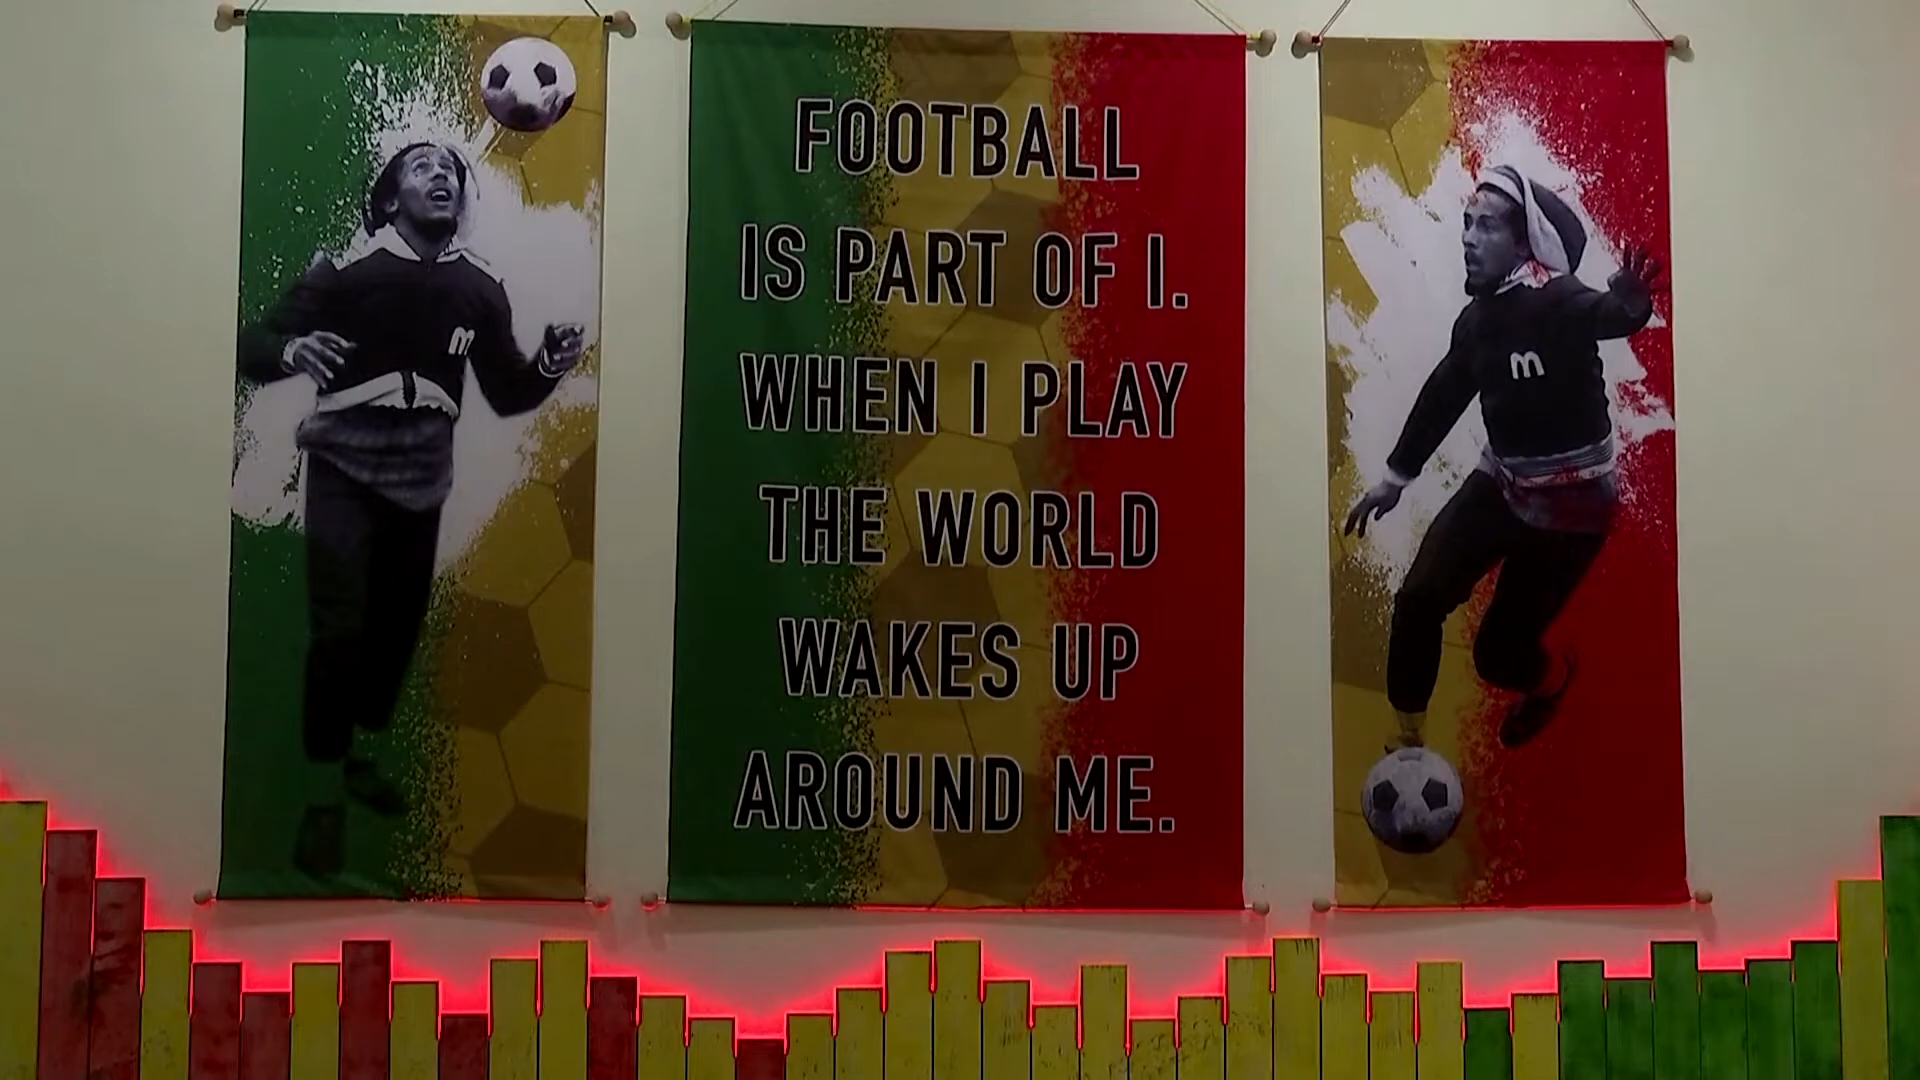 FOOTBALL
IS PART OF I.
WHEN I PLAY
THE WORLD
WAKES UP
AROUND ME.
m
m